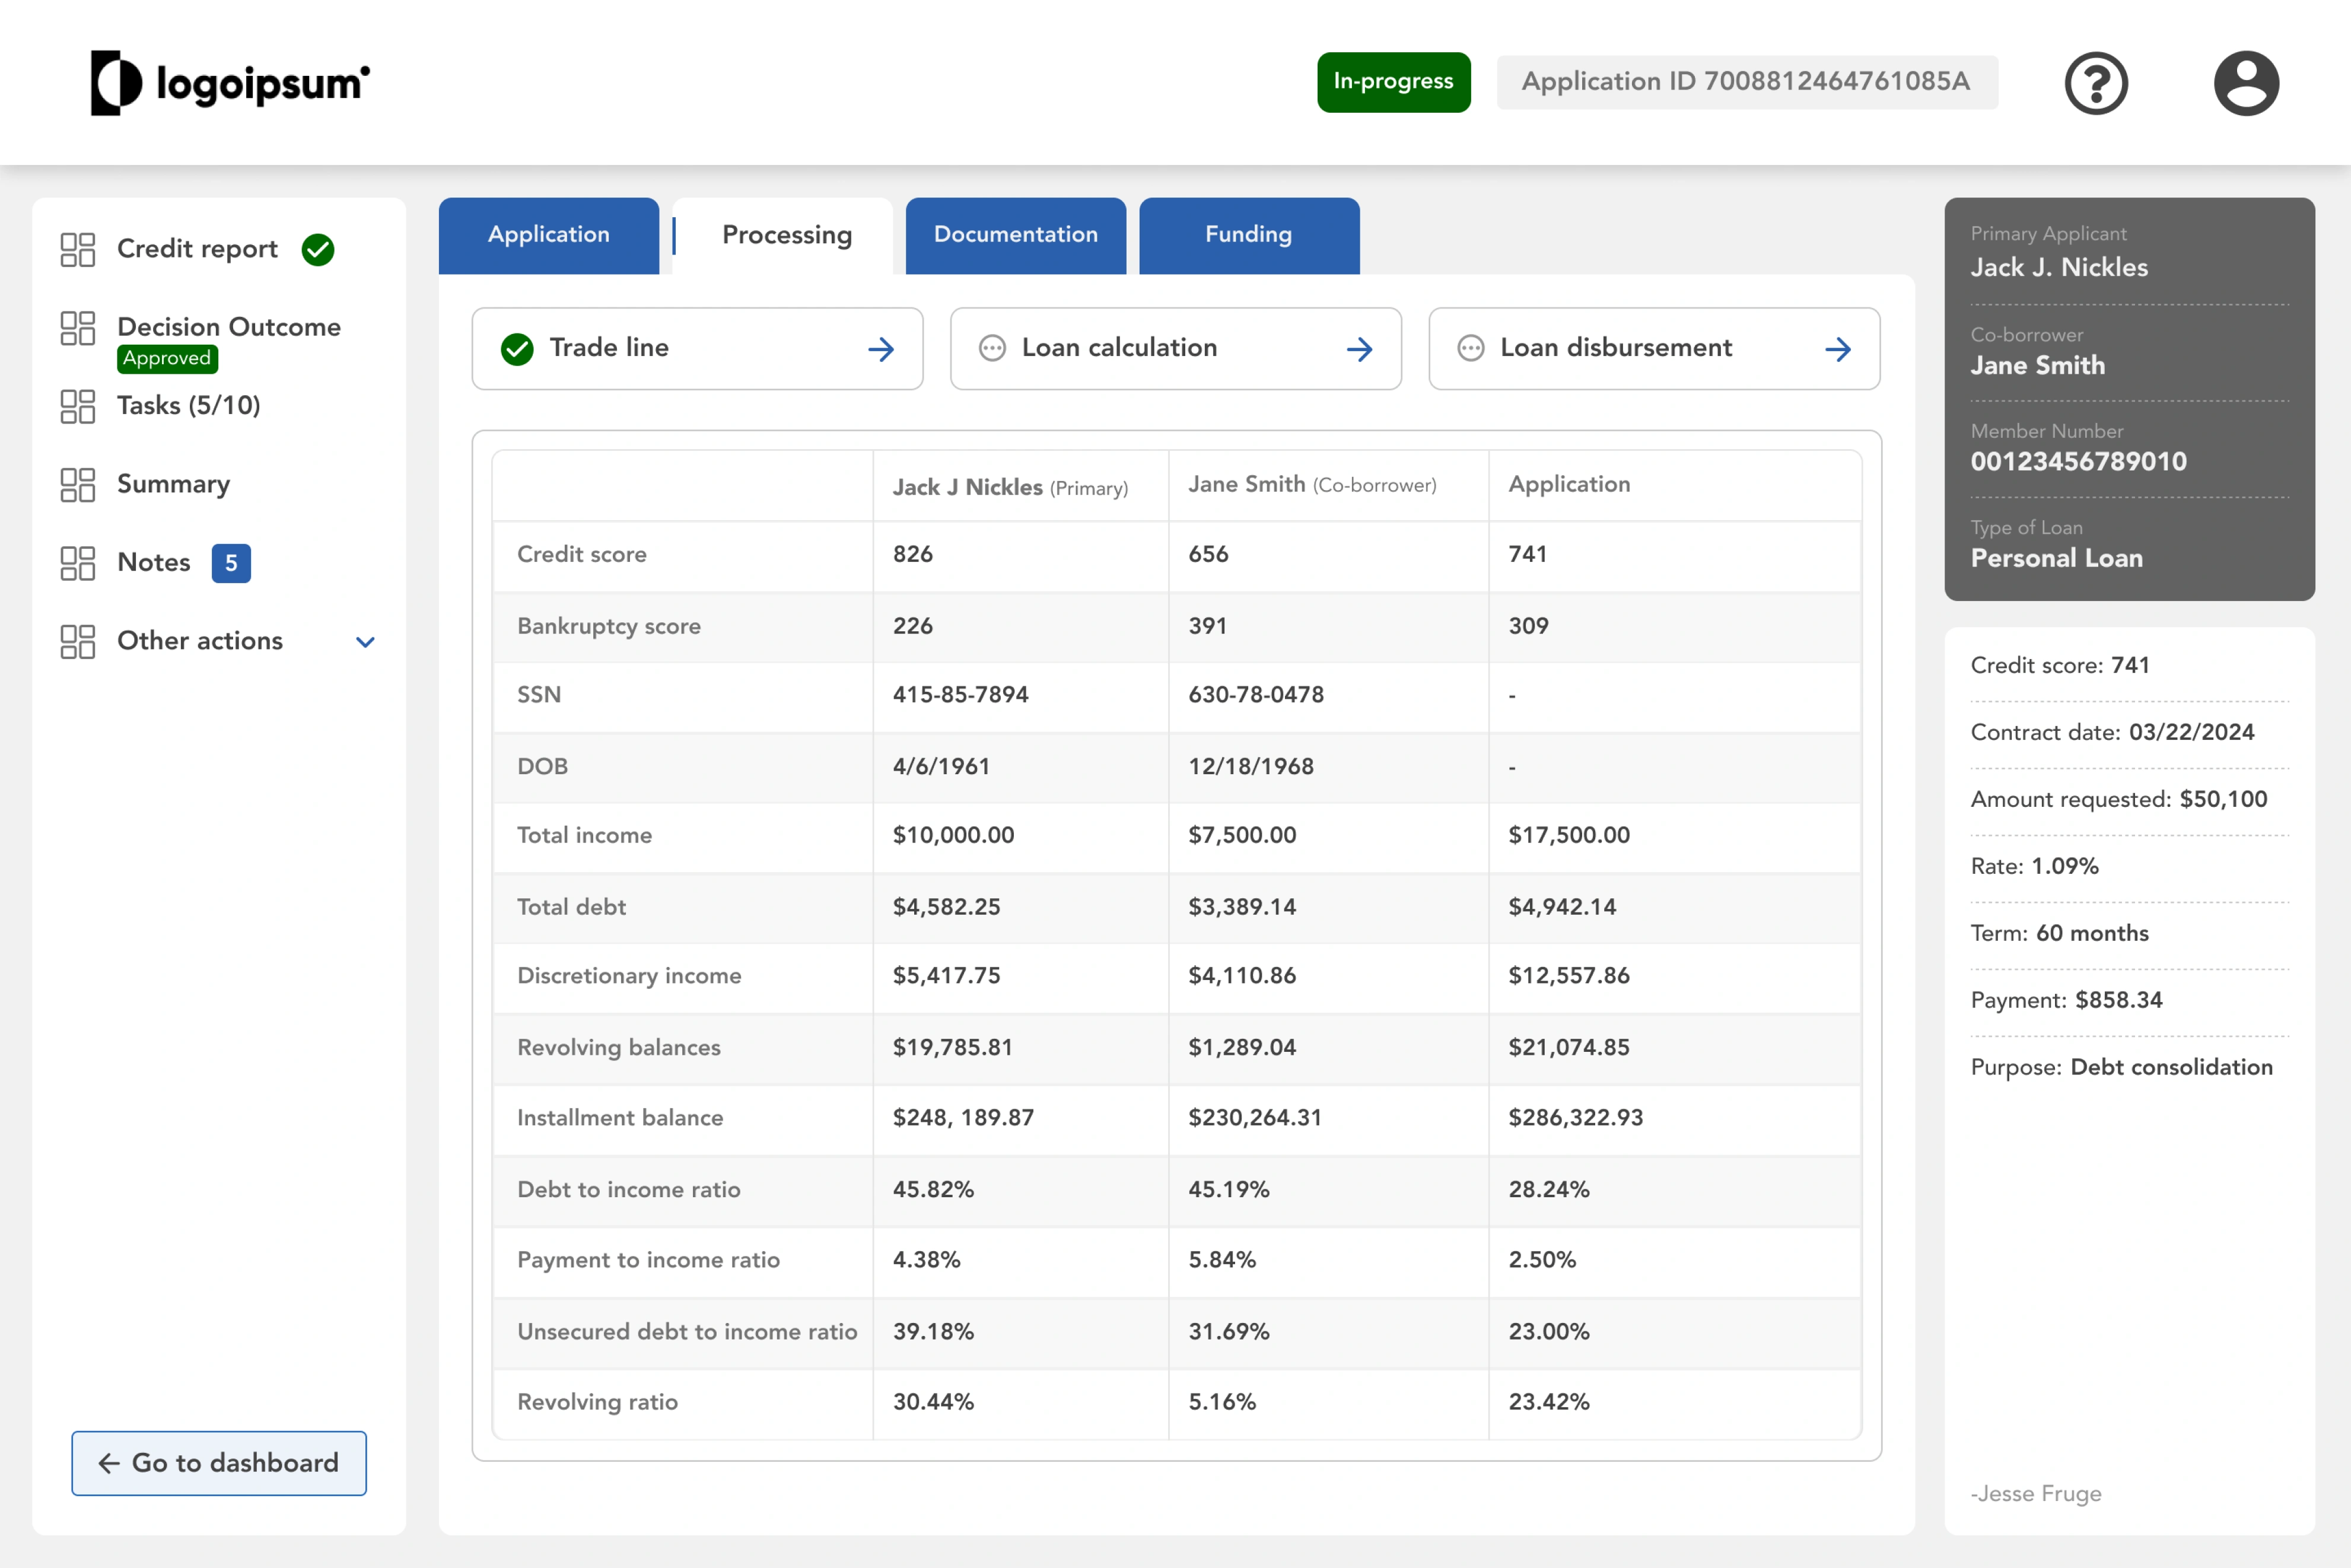 logoipsum
In-progress
Application ID 7008812464761085A
Credit report
Decision Outcome
Approved
Tasks (5/10)
Summary
Notes 5
Other actions
← Go to dashboard
Application
Processing
Documentation
Funding
Trade line →
Loan calculation →
Loan disbursement →
Jack J Nickles (Primary) Jane Smith (Co-borrower) Application
Credit score 826 656 741
Bankruptcy score 226 391 309
SSN 415-85-7894 630-78-0478 -
DOB 4/6/1961 12/18/1968 -
Total income $10,000.00 $7,500.00 $17,500.00
Total debt $4,582.25 $3,389.14 $4,942.14
Discretionary income $5,417.75 $4,110.86 $12,557.86
Revolving balances $19,785.81 $1,289.04 $21,074.85
Installment balance $248, 189.87 $230,264.31 $286,322.93
Debt to income ratio 45.82% 45.19% 28.24%
Payment to income ratio 4.38% 5.84% 2.50%
Unsecured debt to income ratio 39.18% 31.69% 23.00%
Revolving ratio 30.44% 5.16% 23.42%
Primary Applicant
Jack J. Nickles
Co-borrower
Jane Smith
Member Number
00123456789010
Type of Loan
Personal Loan
Credit score: 741
Contract date: 03/22/2024
Amount requested: $50,100
Rate: 1.09%
Term: 60 months
Payment: $858.34
Purpose: Debt consolidation
-Jesse Fruge